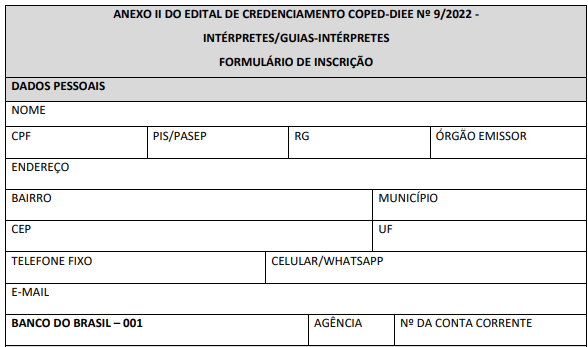 ANEXO II DO EDITAL DE CREDENCIAMENTO COPED-DIEE Nº 9/2022 -
INTÉRPRETES/GUIAS-INTÉRPRETES
FORMULÁRIO DE INSCRIÇÃO
DADOS PESSOAIS
NOME
CPF PIS/PASEP RG ÓRGÃO EMISSOR
ENDEREÇO
BAIRRO MUNICÍPIO
CEP UF
TELEFONE FIXO CELULAR/WHATSAPP
E-MAIL
BANCO DO BRASIL – 001 AGÊNCIA Nº DA CONTA CORRENTE